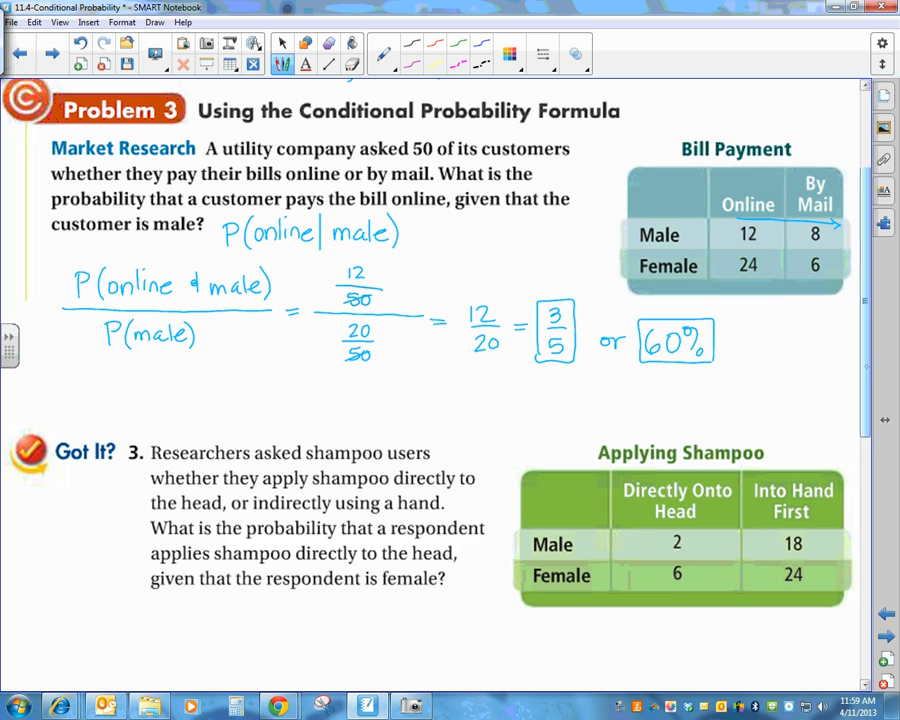 11.4-Conditional Probability * - SMART Notebook
File Edit View Insert Format Draw Help
C
Problem 3 Using the Conditional Probability Formula
Market Research A utility company asked 50 of its customers
whether they pay their bills online or by mail. What is the
probability that a customer pays the bill online, given that the
customer is male? P(online | male)
Bill Payment
Online By Mail
Male 12 8
Female 24 6
P(online & male) / P(male) = 12/50 / 20/50 = 12/20 = 3/5 or 60%
Got It? 3. Researchers asked shampoo users
whether they apply shampoo directly to
the head, or indirectly using a hand.
What is the probability that a respondent
applies shampoo directly to the head,
given that the respondent is female?
Applying Shampoo
Directly Onto Head Into Hand First
Male 2 18
Female 6 24
11:59 AM
4/11/2013